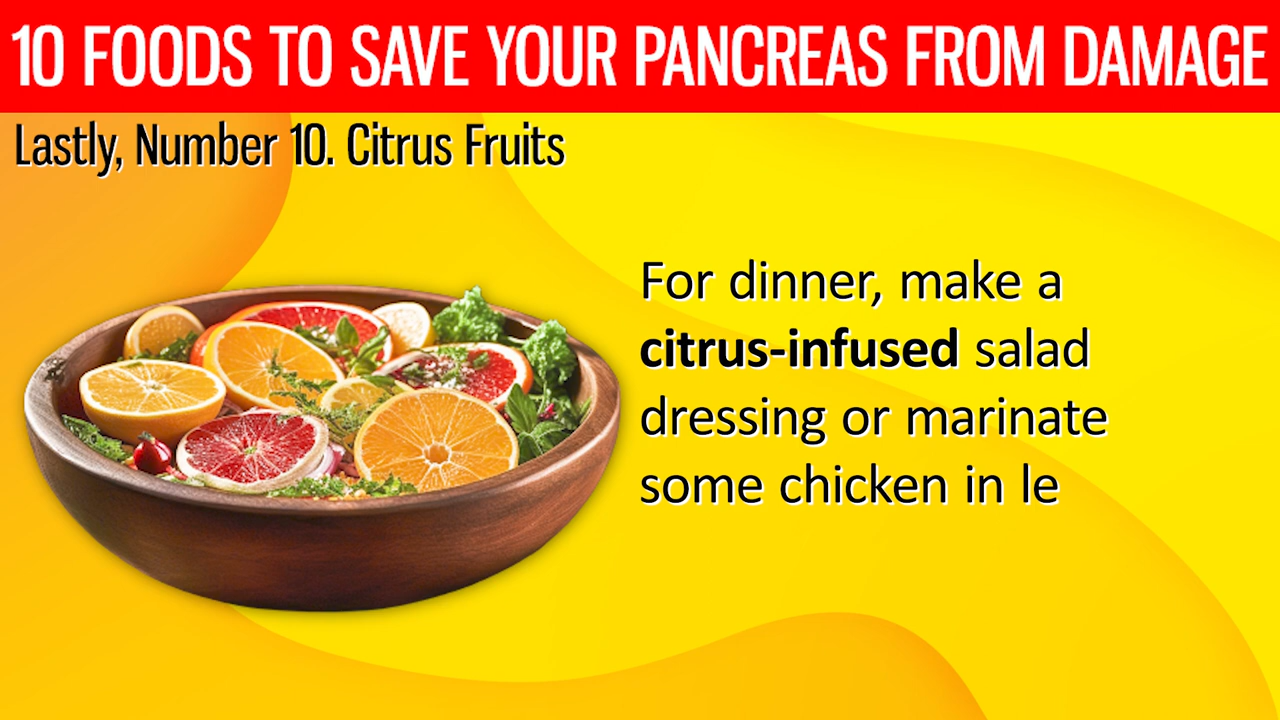 10 FOODS TO SAVE YOUR PANCREAS FROM DAMAGE
Lastly, Number 10. Citrus Fruits
For dinner, make a
citrus-infused salad
dressing or marinate
some chicken in le